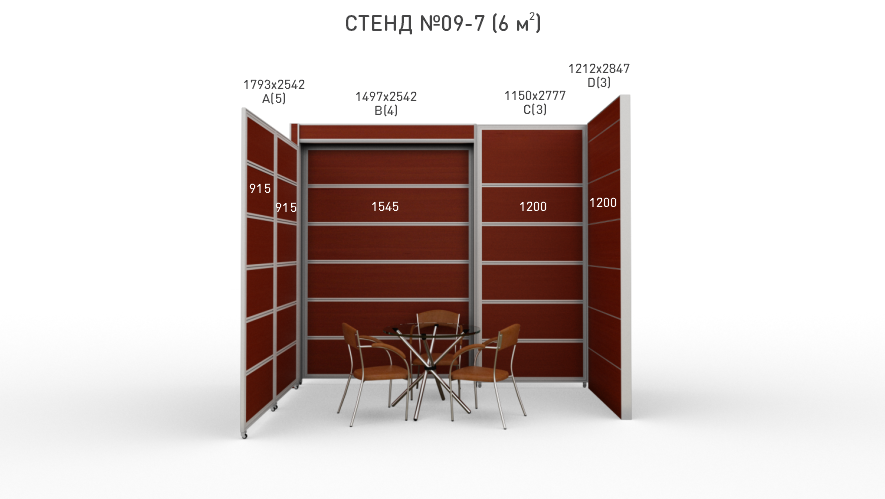 СТЕНД №09-7 (6 м²)
1793x2542
A(5)
1497x2542
B(4)
1150x2777
C(3)
1212x2847
D(3)
915
915
1545
1200
1200